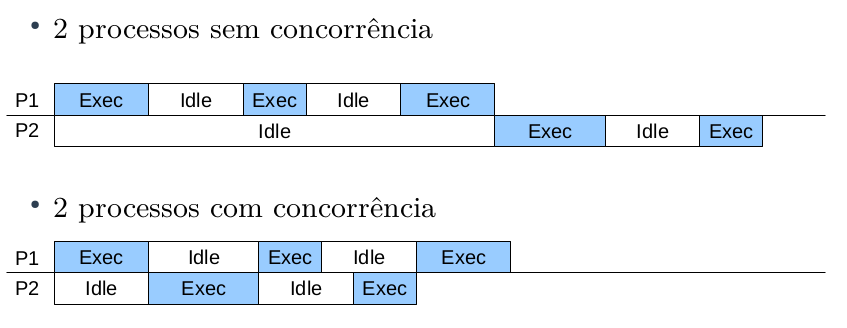 • 2 processos sem concorrência
P1 Exec Idle Exec Idle Exec
P2 Idle Exec Idle Exec
• 2 processos com concorrência
P1 Exec Idle Exec Idle Exec
P2 Idle Exec Idle Exec